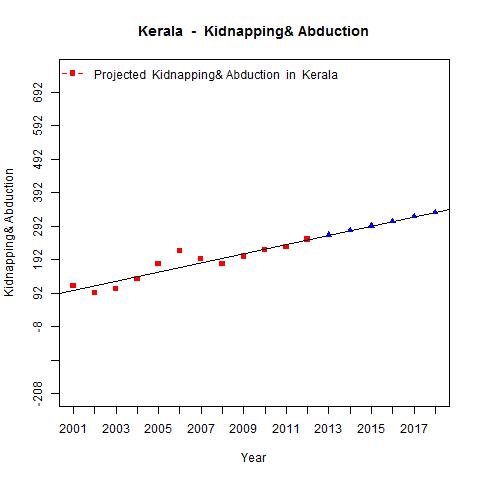 Kerala - Kidnapping& Abduction
Projected Kidnapping& Abduction in Kerala
Kidnapping& Abduction
692
592
492
392
292
192
92
-8
-208
2001 2003 2005 2007 2009 2011 2013 2015 2017
Year